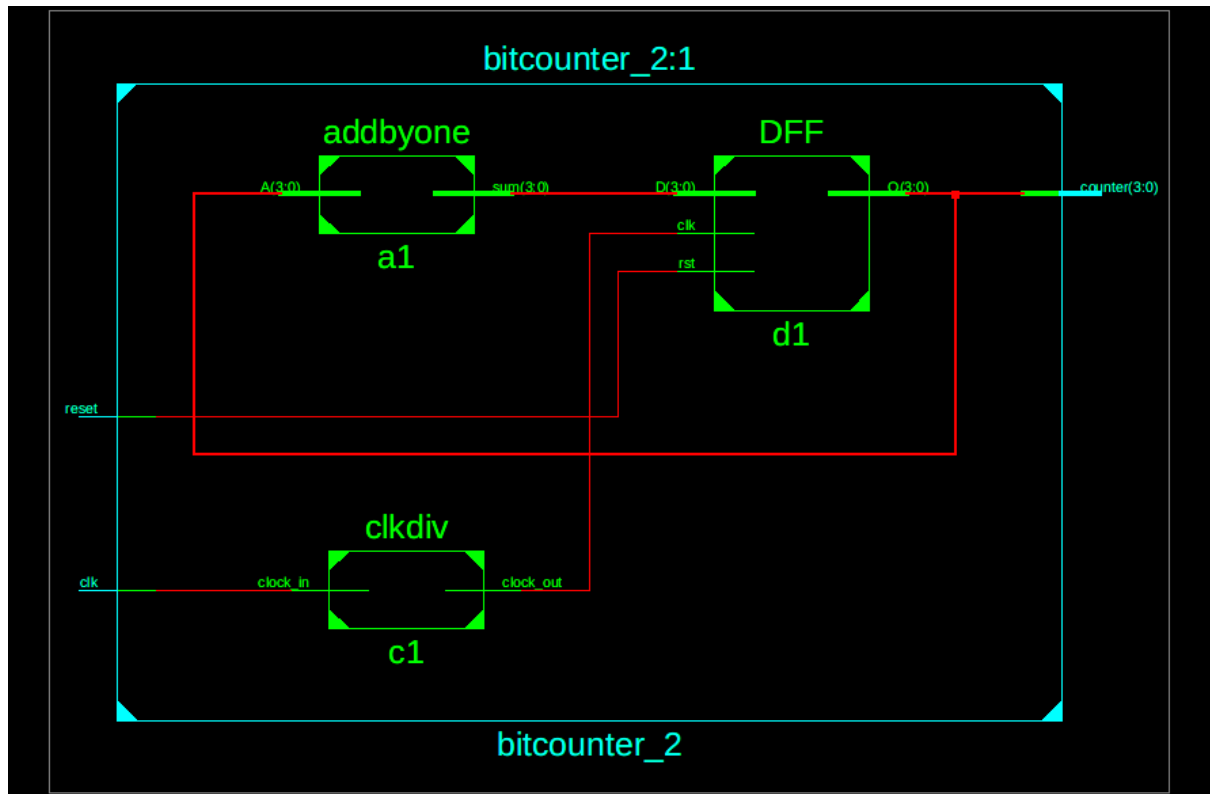 bitcounter_2:1
addbyone
DFF
A(3:0)
sum(3:0)
D(3:0)
Q(3:0)
counter(3:0)
clk
a1
rst
d1
reset
clkdiv
clk
clock_in
clock_out
c1
bitcounter_2